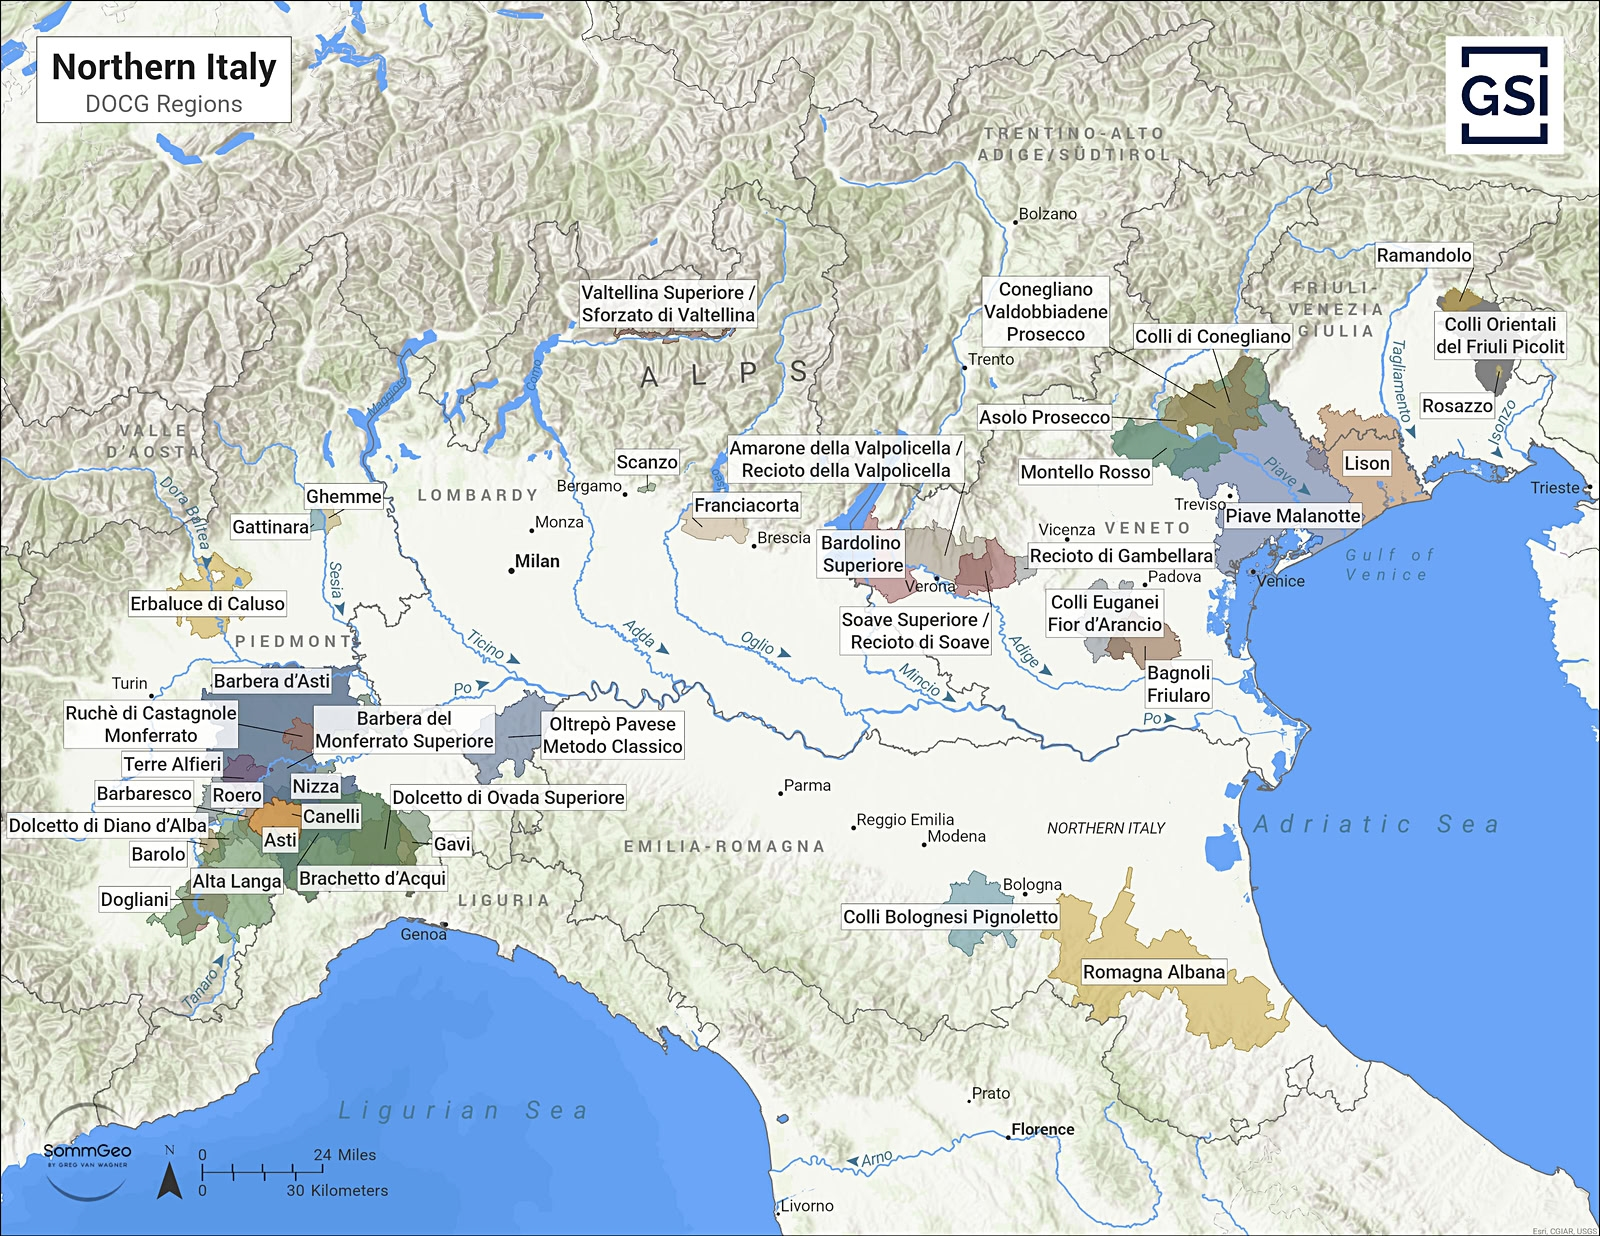 Northern Italy
DOCG Regions
GSI
TRENTINO-ALTO
ADIGE/SÜDTIROL
Bolzano
Ramandolo
FRIULI-
VENEZIA
GIULIA
Conegliano
Valdobbiadene
Prosecco
Valtellina Superiore /
Sforzato di Valtellina
Colli Orientali
del Friuli Picolit
Colli di Conegliano
Trento
ALPS
Como
Maggiore
Tagliamento
Rosazzo
Isonzo
Asolo Prosecco
VALLE
D'AOSTA
Amarone della Valpolicella /
Recioto della Valpolicella
Scanzo
Montello Rosso
Lison
Piave
Bergamo
Trieste
Dora Baltea
Ghemme
LOMBARDY
Franciacorta
Treviso
Gattinara
Monza
Brescia
Piave Malanotte
Vicenza
VENETO
Milan
Bardolino
Superiore
Recioto di Gambellara
Gulf of
Venice
Sesia
Verona
Padova
Venice
Erbaluce di Caluso
Colli Euganei
Fior d'Arancio
Soave Superiore /
Recioto di Soave
PIEDMONT
Ticino
Adda
Oglio
Adige
Mincio
Turin
Barbera d'Asti
Po
Bagnoli
Friularo
Ruchè di Castagnole
Monferrato
Barbera del
Monferrato Superiore
Oltrepò Pavese
Metodo Classico
Po
Terre Alfieri
Barbaresco
Roero
Nizza
Parma
Dolcetto di Ovada Superiore
Canelli
Dolcetto di Diano d'Alba
Reggio Emilia
Modena
NORTHERN ITALY
Adriatic Sea
Asti
Gavi
Barolo
EMILIA-ROMAGNA
Alta Langa
Brachetto d'Acqui
Bologna
Dogliani
LIGURIA
Colli Bolognesi Pignoletto
Genoa
Romagna Albana
Tanaro
Ligurian Sea
Prato
Florence
Arno
Livorno
SommGeo
BY GREG VAN WAGNER
N
0 24 Miles
0 30 Kilometers
Esri, CGIAR, USGS